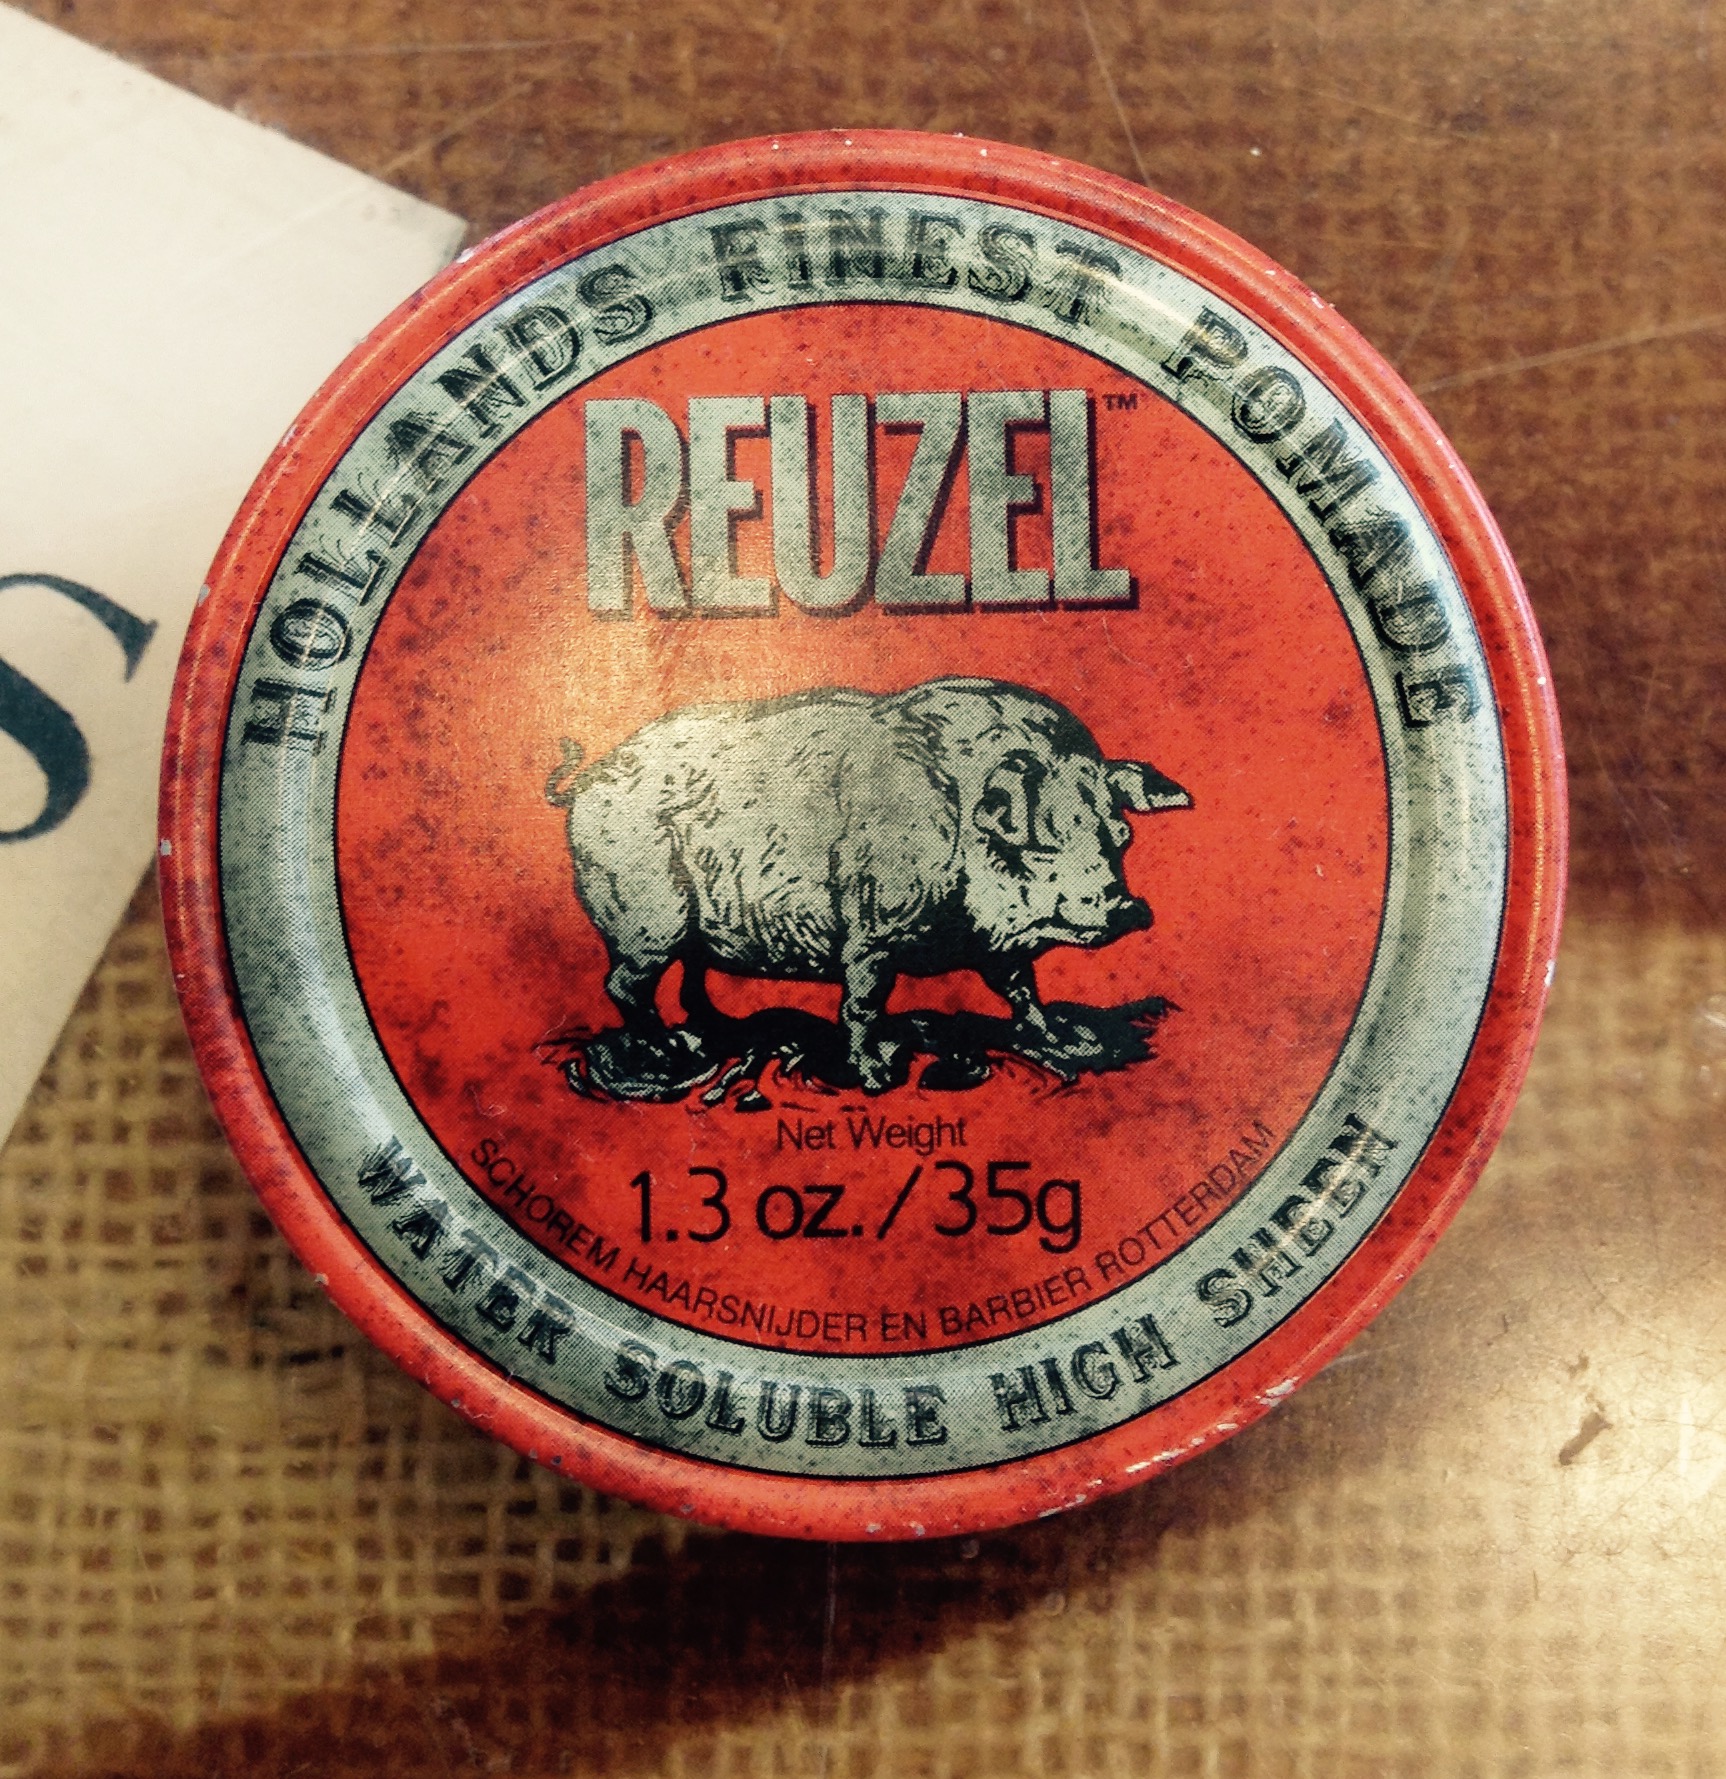 HOLLANDS FINEST POMADE
REUZEL™
Net Weight
1.3 oz./35g
SCHOREM HAARSNIJDER EN BARBIER ROTTERDAM
WATER SOLUBLE HIGH SHEEN
S